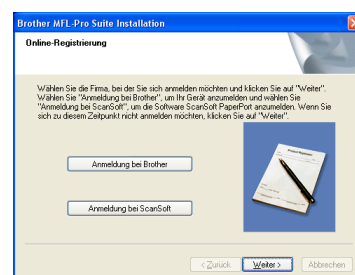 Brother MFL-Pro Suite Installation
Online-Registrierung
Wählen Sie die Firma, bei der Sie sich anmelden möchten und klicken Sie auf "Weiter".
Wählen Sie "Anmeldung bei Brother", um Ihr Gerät anzumelden und wählen Sie
"Anmeldung bei ScanSoft", um die Software ScanSoft PaperPort anzumelden. Wenn Sie
sich zu diesem Zeitpunkt nicht anmelden möchten, klicken Sie auf "Weiter".
Anmeldung bei Brother
Anmeldung bei ScanSoft
< Zurück
Weiter >
Abbrechen